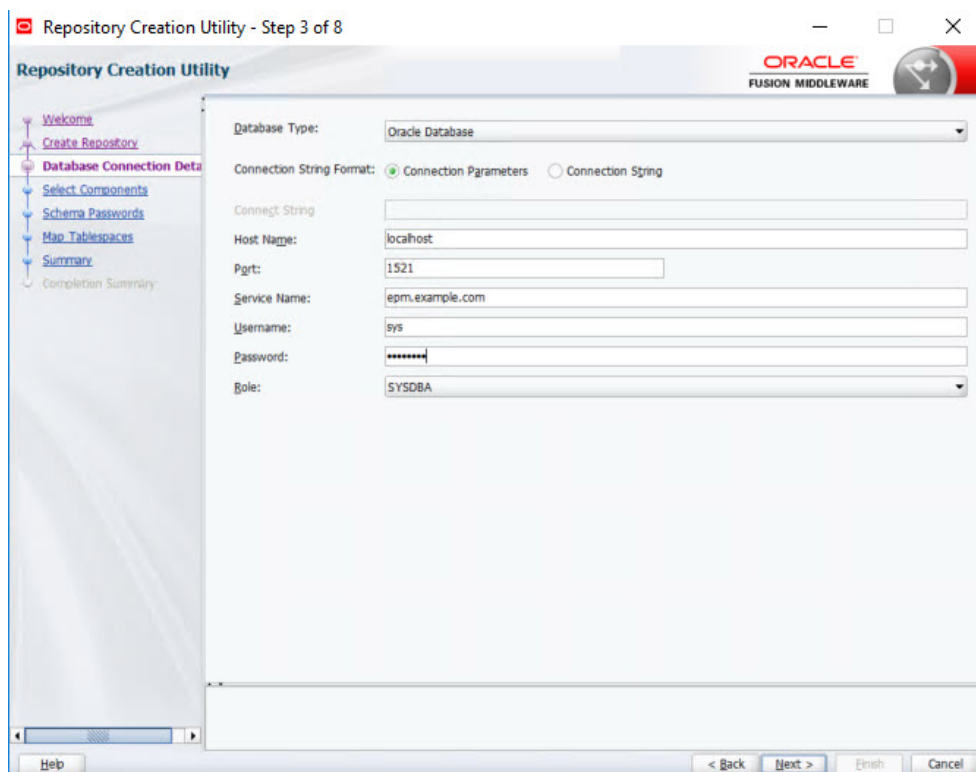 Repository Creation Utility - Step 3 of 8
Repository Creation Utility
ORACLE
FUSION MIDDLEWARE
Welcome
Create Repository
Database Connection Deta
Select Components
Schema Passwords
Map Tablespaces
Summary
Completion Summary
Database Type: Oracle Database
Connection String Format: Connection Parameters Connection String
Connect String
Host Name: localhost
Port: 1521
Service Name: epm.example.com
Username: sys
Password: ••••••••
Role: SYSDBA
Help < Back Next > Finish Cancel